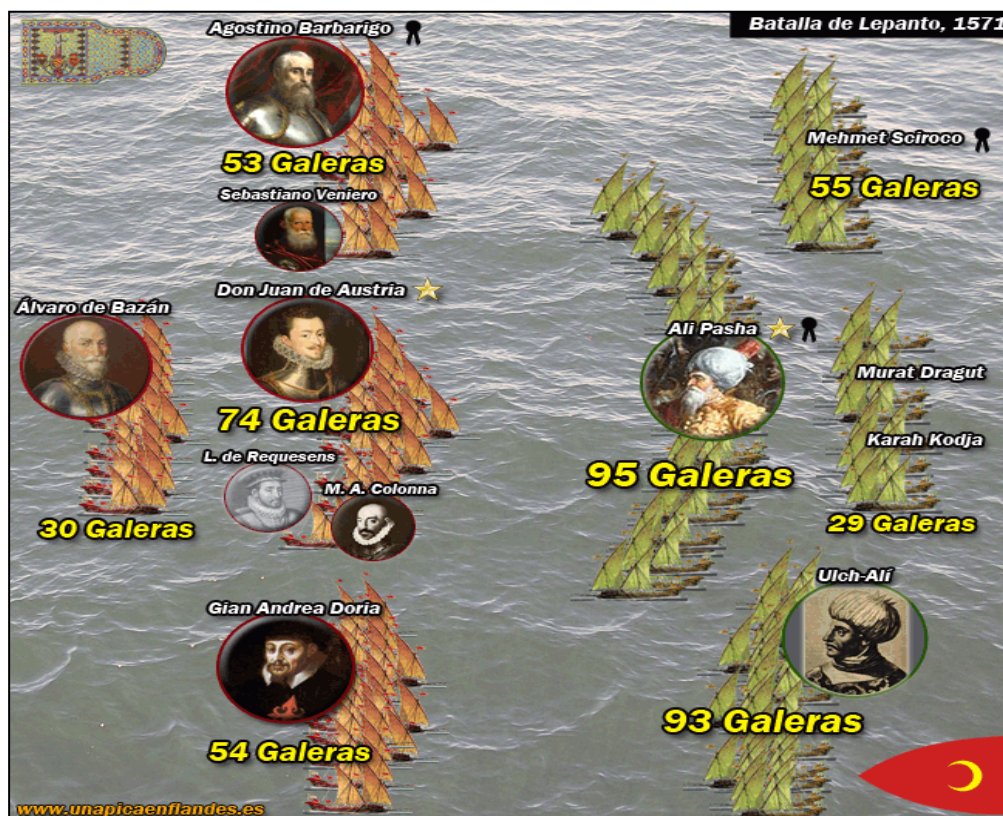 Agostino Barbarigo
Batalla de Lepanto, 1571
53 Galeras
Mehmet Sciroco
55 Galeras
Sebastiano Veniero
Álvaro de Bazán
Don Juan de Austria
Ali Pasha
Murat Dragut
74 Galeras
Karah Kodja
L. de Requesens
95 Galeras
M. A. Colonna
30 Galeras
29 Galeras
Ulch-Alí
Gian Andrea Doria
93 Galeras
54 Galeras
www.unapicaenflandes.es